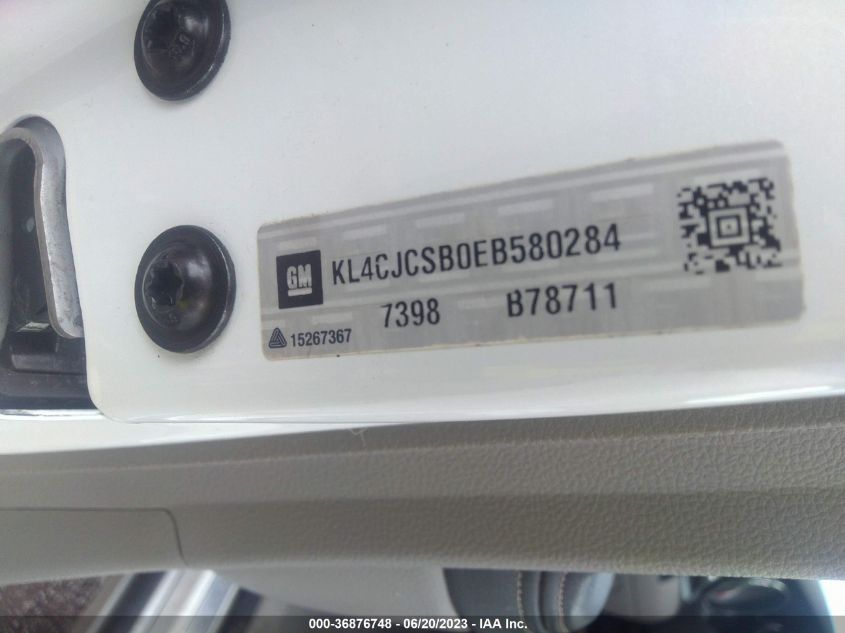 GM KL4CJCSB0EB580284
7398 B78711
15267367
000-36876748 - 06/20/2023 - IAA Inc.